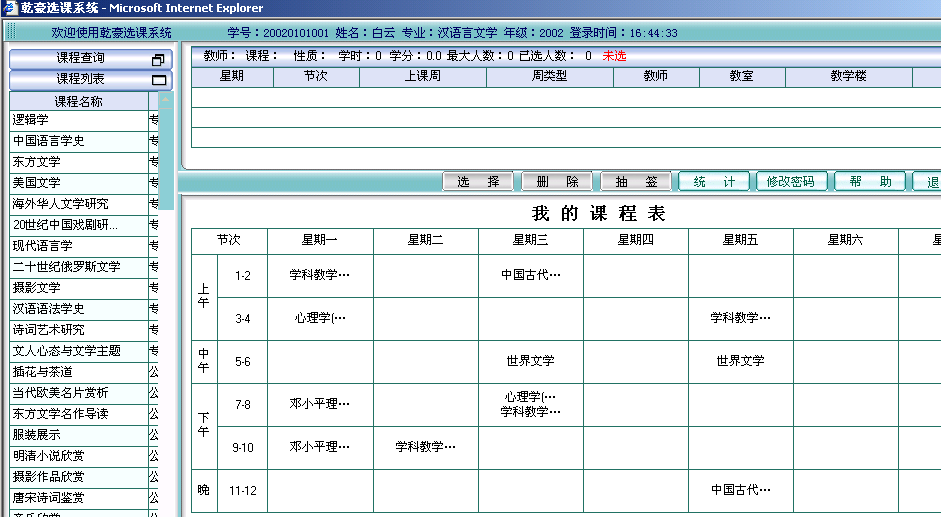 乾豪选课系统 - Microsoft Internet Explorer
欢迎使用乾豪选课系统 学号：20020101001 姓名：白云 专业：汉语言文学 年级：2002 登录时间：16:44:33
课程查询
课程列表
课程名称
逻辑学 专
中国语言学史 专
东方文学 专
美国文学 专
海外华人文学研究 专
20世纪中国戏剧研... 专
现代语言学 专
二十世纪俄罗斯文学 专
摄影文学 专
汉语语法学史 专
诗词艺术研究 专
文人心态与文学主题 专
插花与茶道 公
当代欧美名片赏析 公
东方文学名作导读 公
服装展示 公
明清小说欣赏 公
摄影作品欣赏 公
唐宋诗词鉴赏 公
教师： 课程： 性质： 学时：0 学分：0.0 最大人数：0 已选人数： 0 未选
星期 节次 上课周 周类型 教师 教室 教学楼
选 择 删 除 抽 签 统 计 修改密码 帮 助 退
我 的 课 程 表
节次 星期一 星期二 星期三 星期四 星期五 星期六
上午
1-2 学科教学… 中国古代…
3-4 心理学(… 学科教学…
中午
5-6 世界文学 世界文学
下午
7-8 邓小平理… 心理学(…
学科教学…
9-10 邓小平理… 学科教学…
晚 11-12 中国古代…